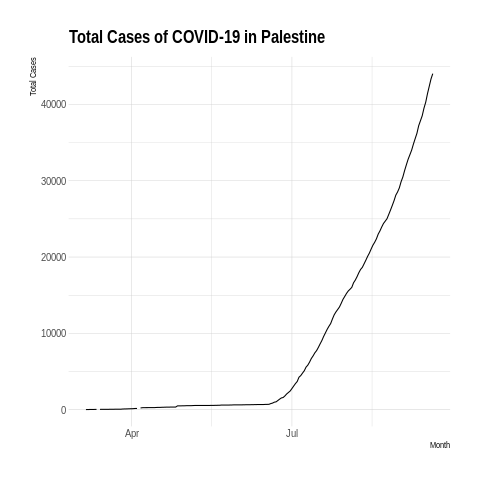 Total Cases of COVID-19 in Palestine
Total Cases
40000
30000
20000
10000
0
Apr Jul
Month